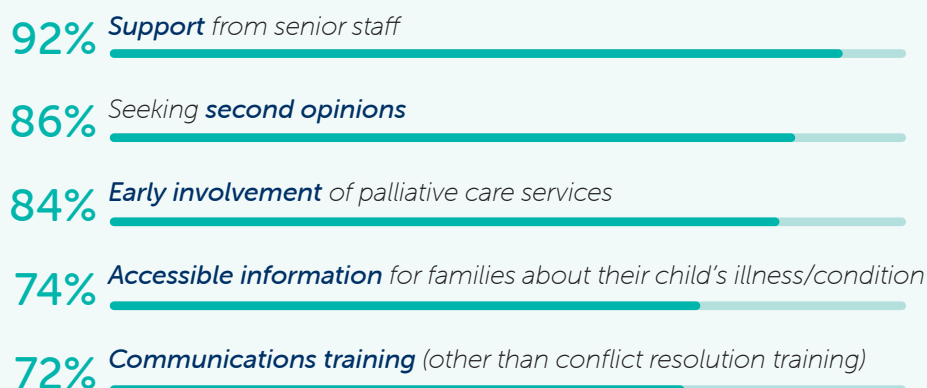 92% Support from senior staff
86% Seeking second opinions
84% Early involvement of palliative care services
74% Accessible information for families about their child's illness/condition
72% Communications training (other than conflict resolution training)